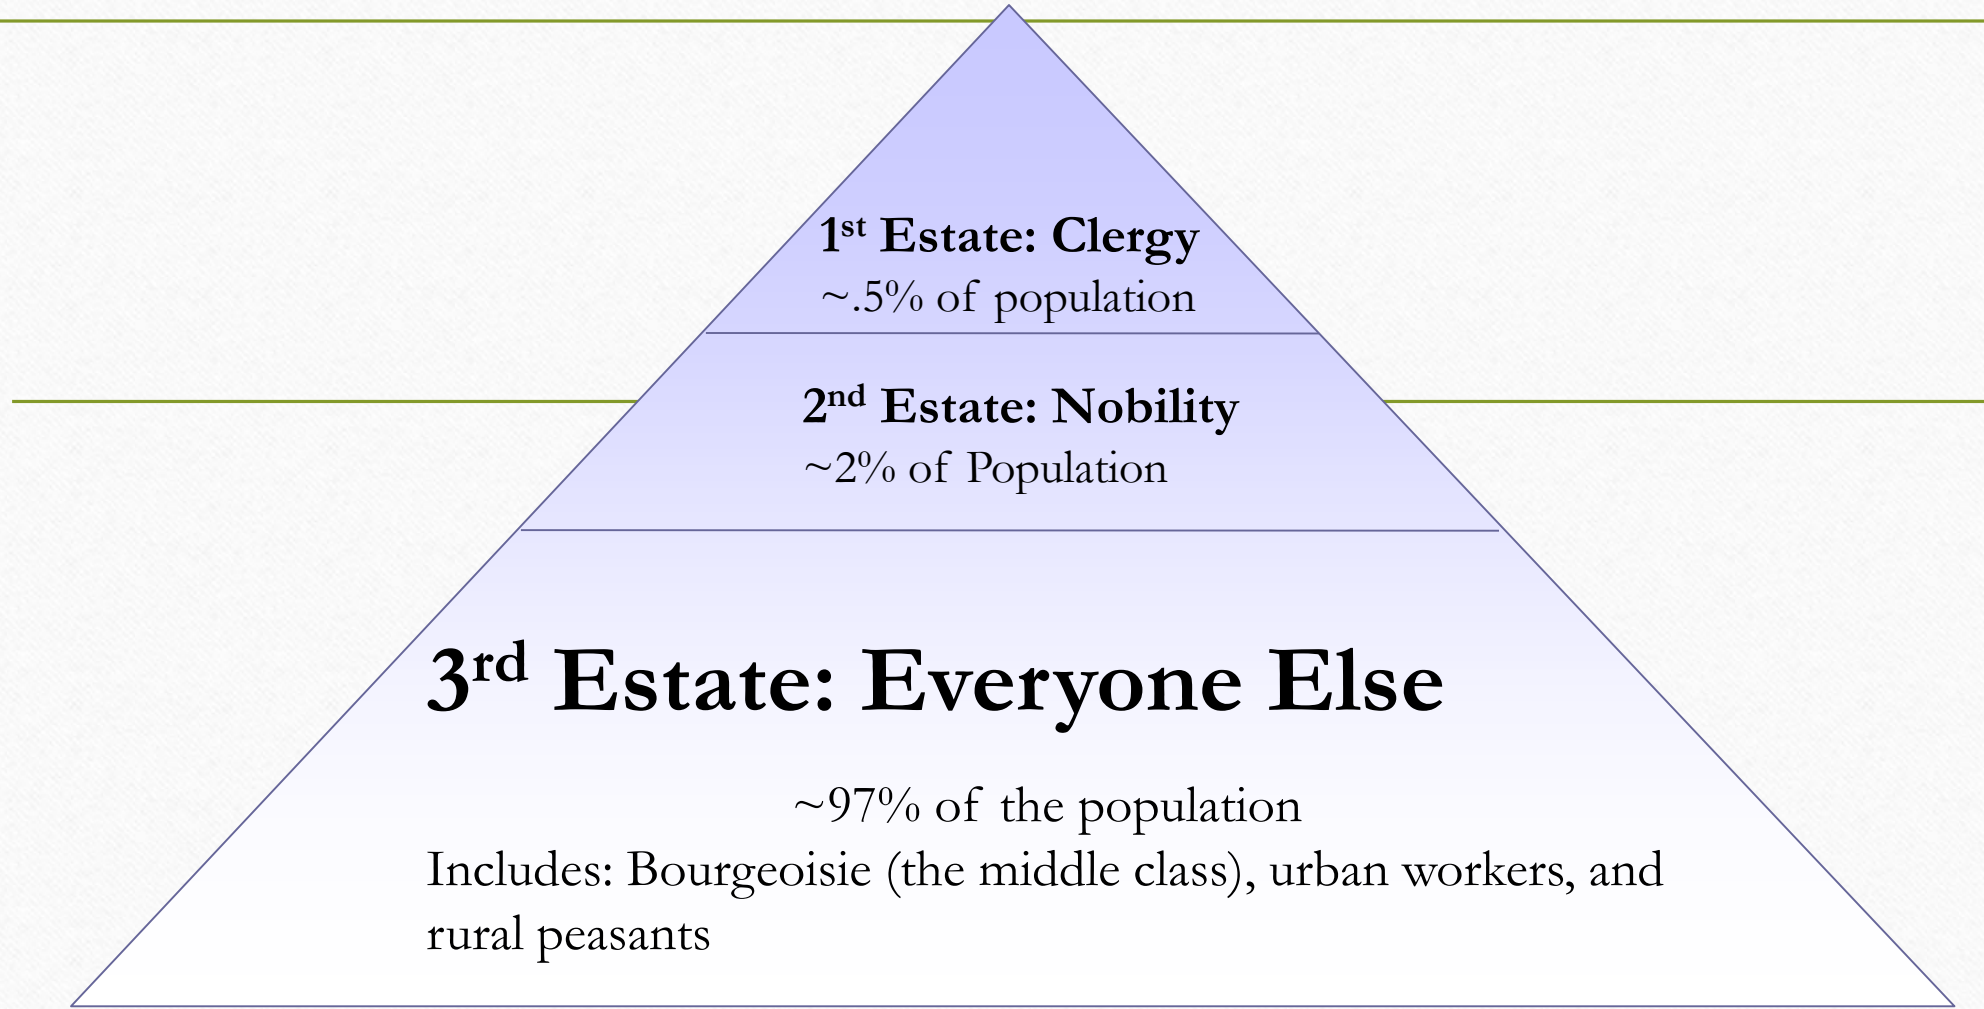 1st Estate: Clergy
~.5% of population
2nd Estate: Nobility
~2% of Population
3rd Estate: Everyone Else
~97% of the population
Includes: Bourgeoisie (the middle class), urban workers, and
rural peasants